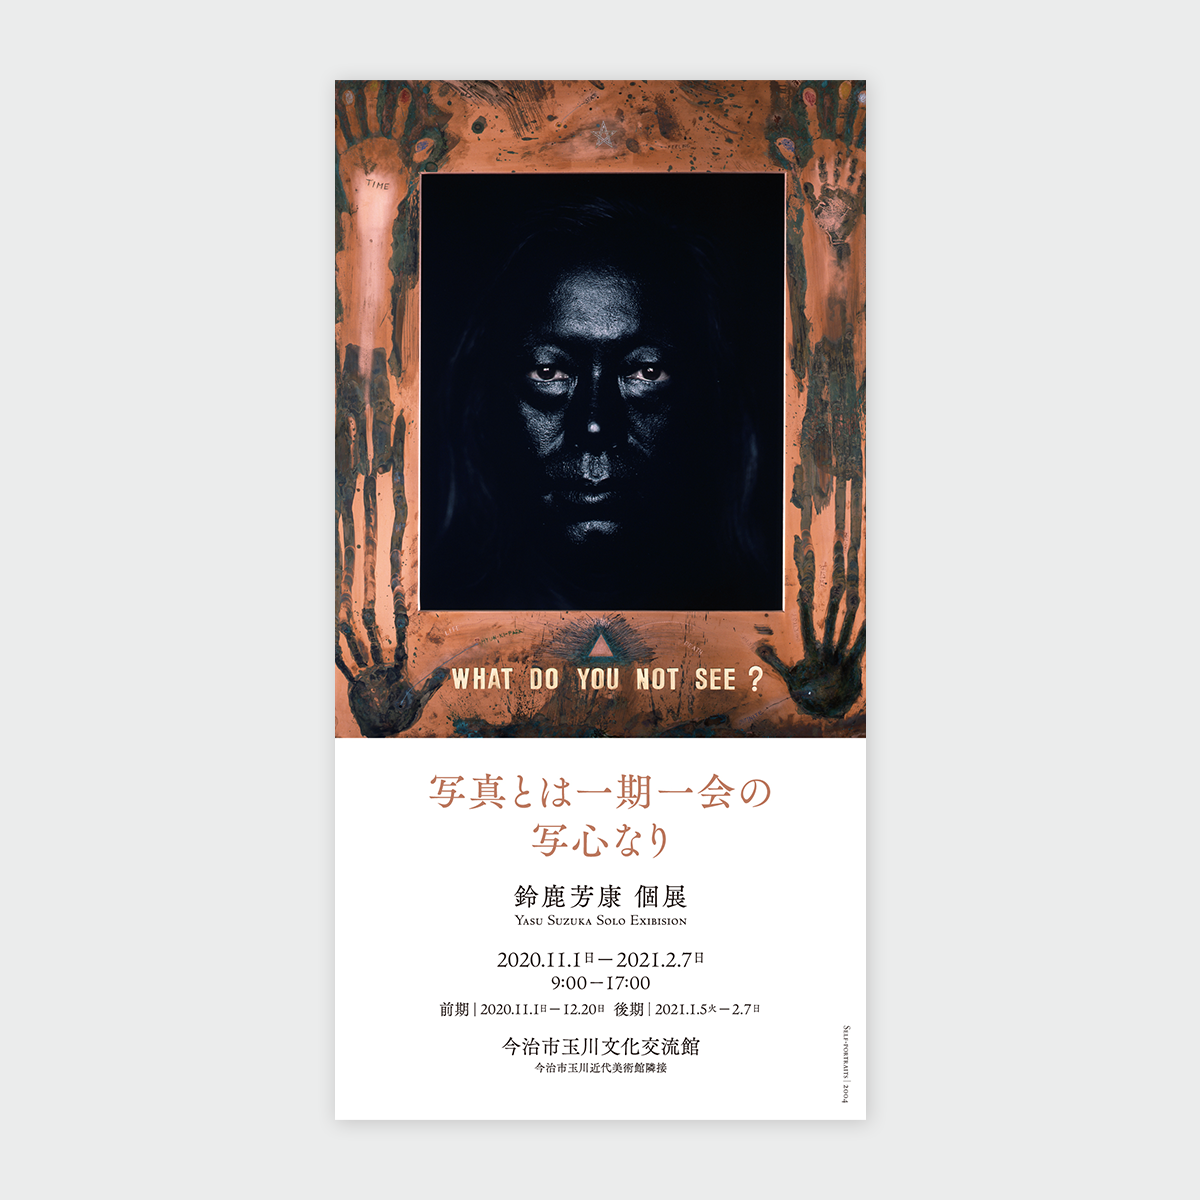 TIME
WHAT DO YOU NOT SEE ?
写真とは一期一会の
写心なり
鈴鹿芳康 個展
YASU SUZUKA SOLO EXIBISION
2020.11.1日−2021.2.7日
9:00−17:00
前期 | 2020.11.1日−12.20日 後期 | 2021.1.5火−2.7日
今治市玉川文化交流館
今治市玉川近代美術館隣接
SELF-PORTRAITS | 2004